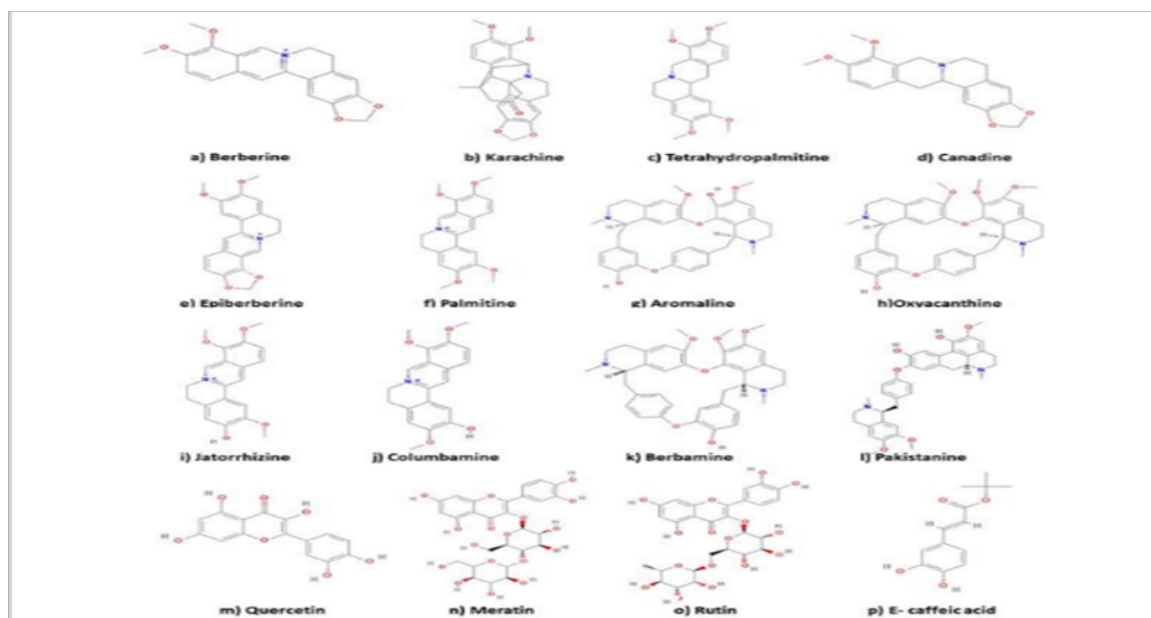 a) Berberine
b) Karachine
c) Tetrahydropalmitine
d) Canadine
e) Epiberberine
f) Palmitine
g) Aromaline
h)Oxyacanthine
i) Jatorrhizine
j) Columbamine
k) Berbamine
l) Pakistanine
m) Quercetin
n) Meratin
o) Rutin
p) E- caffeic acid